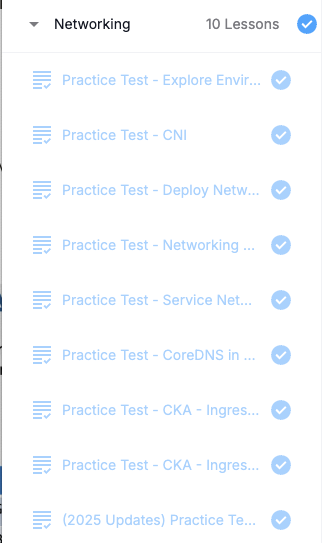 Networking 10 Lessons
Practice Test - Explore Envir...
Practice Test - CNI
Practice Test - Deploy Netw...
Practice Test - Networking ...
Practice Test - Service Net...
Practice Test - CoreDNS in ...
Practice Test - CKA - Ingres...
Practice Test - CKA - Ingres...
(2025 Updates) Practice Te...